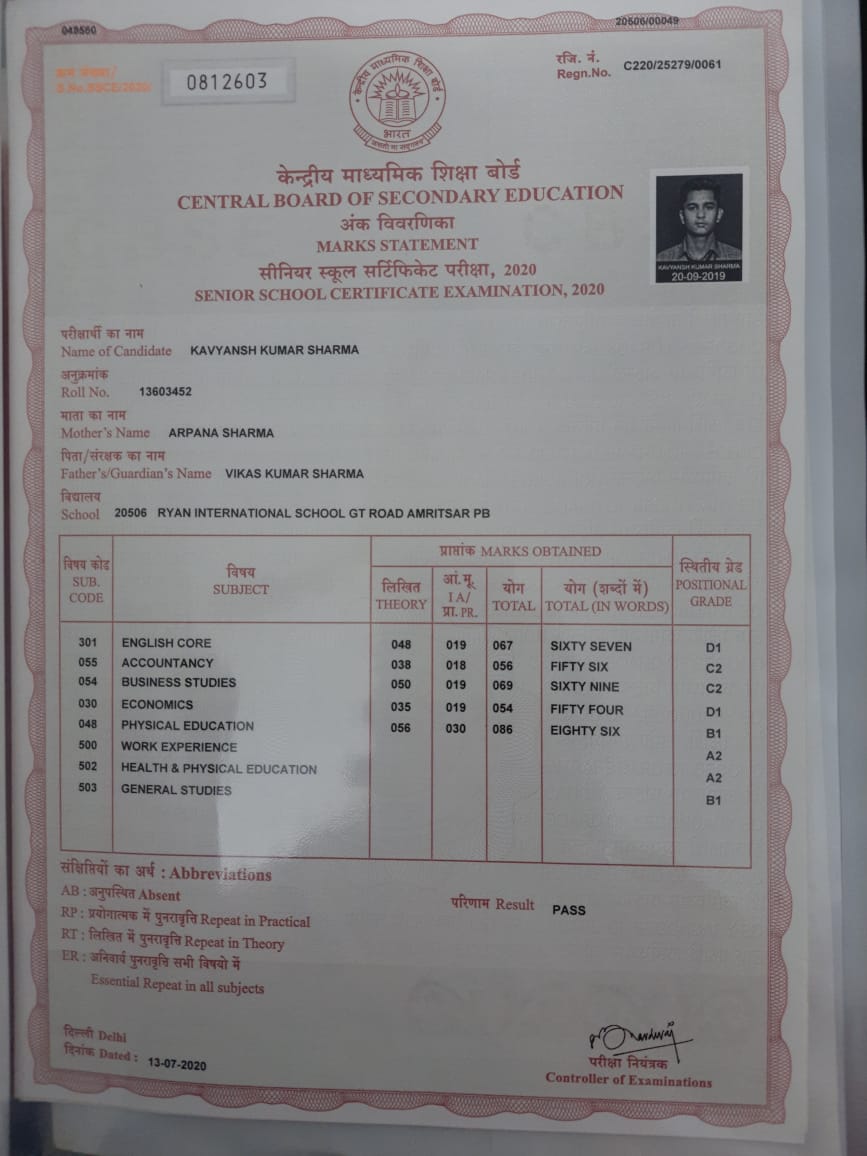 048560
20506/00049
क्रम संख्या/
S.No.SSCE/2020/
0812603
रजि. नं.
Regn.No. C220/25279/0061
केन्द्रीय माध्यमिक शिक्षा बोर्ड
भारत
केन्द्रीय माध्यमिक शिक्षा बोर्ड
CENTRAL BOARD OF SECONDARY EDUCATION
अंक विवरणिका
MARKS STATEMENT
सीनियर स्कूल सर्टिफिकेट परीक्षा, 2020
SENIOR SCHOOL CERTIFICATE EXAMINATION, 2020
KAVYANSH KUMAR SHARMA
20-09-2019
परीक्षार्थी का नाम
Name of Candidate KAVYANSH KUMAR SHARMA
अनुक्रमांक
Roll No. 13603452
माता का नाम
Mother's Name ARPANA SHARMA
पिता/संरक्षक का नाम
Father's/Guardian's Name VIKAS KUMAR SHARMA
विद्यालय
School 20506 RYAN INTERNATIONAL SCHOOL GT ROAD AMRITSAR PB
विषय कोड
SUB.
CODE
विषय
SUBJECT
प्राप्तांक MARKS OBTAINED
लिखित
THEORY
आं.मू.
I A/
प्रा. PR.
योग
TOTAL
योग (शब्दों में)
TOTAL (IN WORDS)
स्थितीय ग्रेड
POSITIONAL
GRADE
301 ENGLISH CORE 048 019 067 SIXTY SEVEN D1
055 ACCOUNTANCY 038 018 056 FIFTY SIX C2
054 BUSINESS STUDIES 050 019 069 SIXTY NINE C2
030 ECONOMICS 035 019 054 FIFTY FOUR D1
048 PHYSICAL EDUCATION 056 030 086 EIGHTY SIX B1
500 WORK EXPERIENCE A2
502 HEALTH & PHYSICAL EDUCATION A2
503 GENERAL STUDIES B1
संक्षिप्तियों का अर्थ : Abbreviations
AB : अनुपस्थित Absent
RP : प्रयोगात्मक में पुनरावृत्ति Repeat in Practical
RT : लिखित में पुनरावृत्ति Repeat in Theory
ER : अनिवार्य पुनरावृत्ति सभी विषयो में
Essential Repeat in all subjects
परिणाम Result PASS
दिल्ली Delhi
दिनांक Dated : 13-07-2020
परीक्षा नियंत्रक
Controller of Examinations